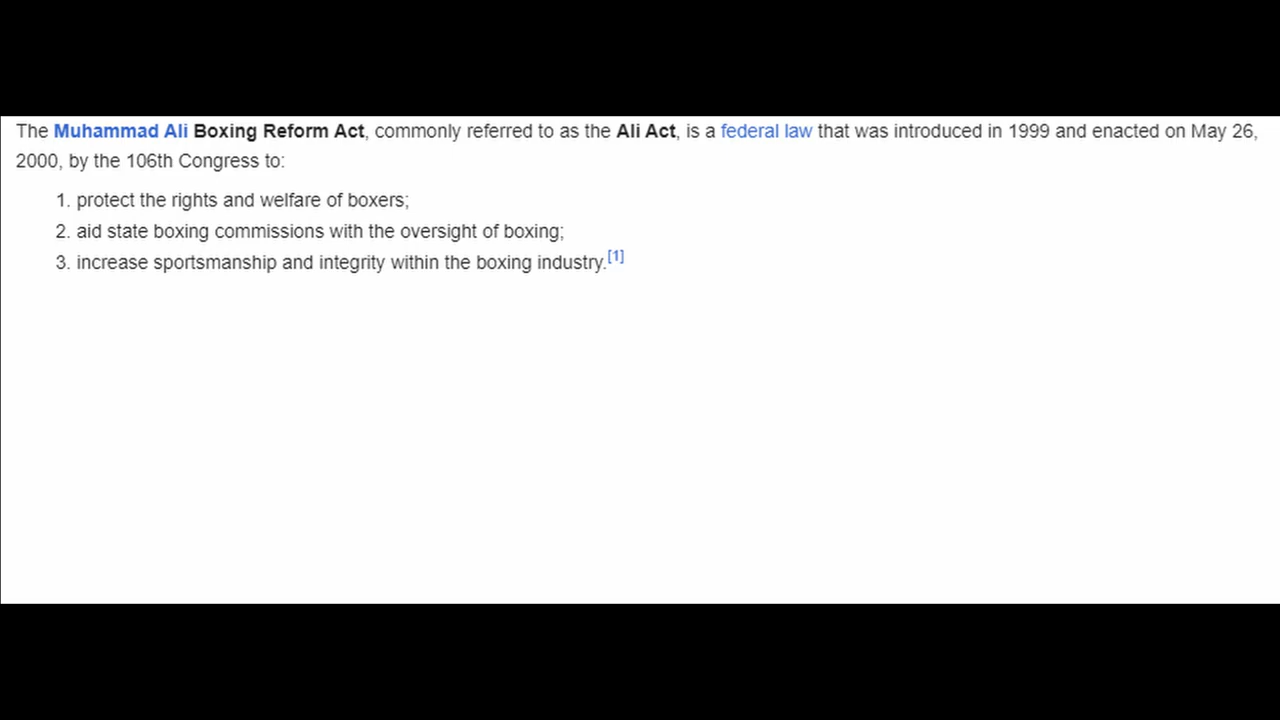 The Muhammad Ali Boxing Reform Act, commonly referred to as the Ali Act, is a federal law that was introduced in 1999 and enacted on May 26,
2000, by the 106th Congress to:
1. protect the rights and welfare of boxers;
2. aid state boxing commissions with the oversight of boxing;
3. increase sportsmanship and integrity within the boxing industry.[1]